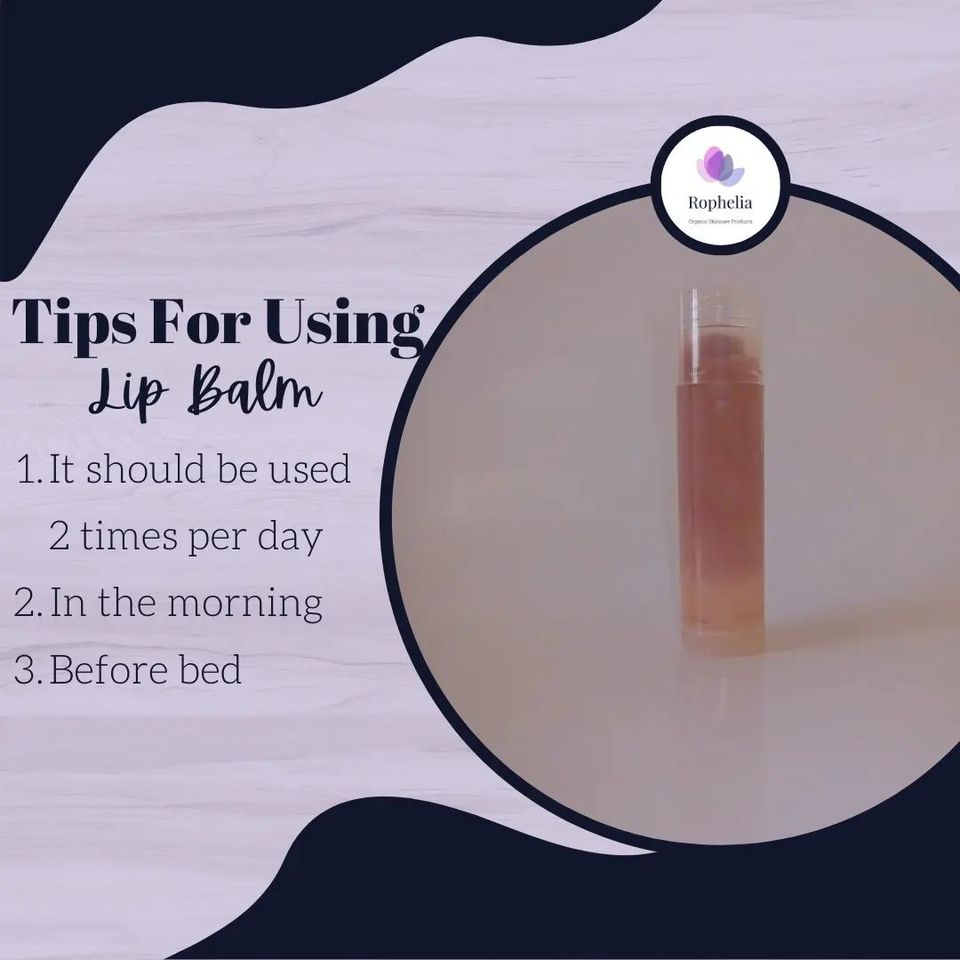 Rophelia
Organic Skincare Products
Tips For Using
Lip Balm
1. It should be used
2 times per day
2. In the morning
3. Before bed